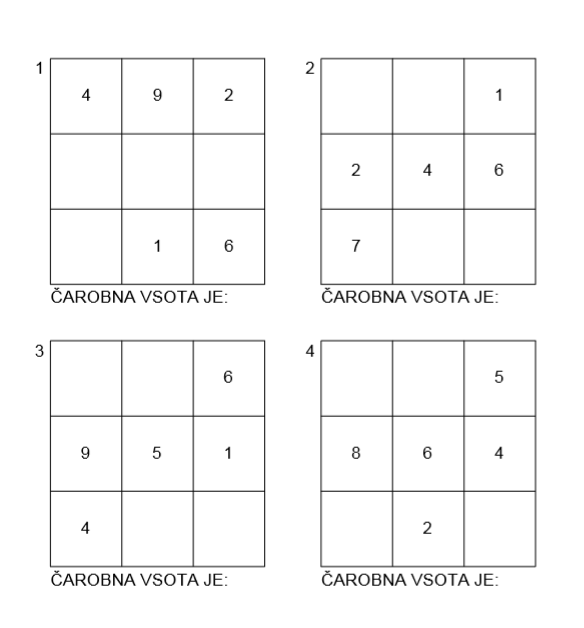 1
4 9 2
1 6
ČAROBNA VSOTA JE:
2
1
2 4 6
7
ČAROBNA VSOTA JE:
3
6
9 5 1
4
ČAROBNA VSOTA JE:
4
5
8 6 4
2
ČAROBNA VSOTA JE: